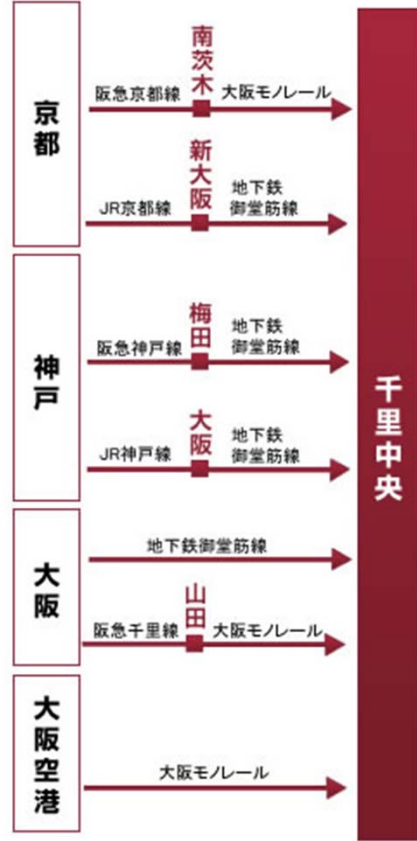 京都
南茨木
阪急京都線
大阪モノレール
新大阪
JR京都線
地下鉄
御堂筋線
神戸
梅田
阪急神戸線
地下鉄
御堂筋線
大阪
JR神戸線
地下鉄
御堂筋線
大阪
地下鉄御堂筋線
山田
阪急千里線
大阪モノレール
大阪空港
大阪モノレール
千里中央